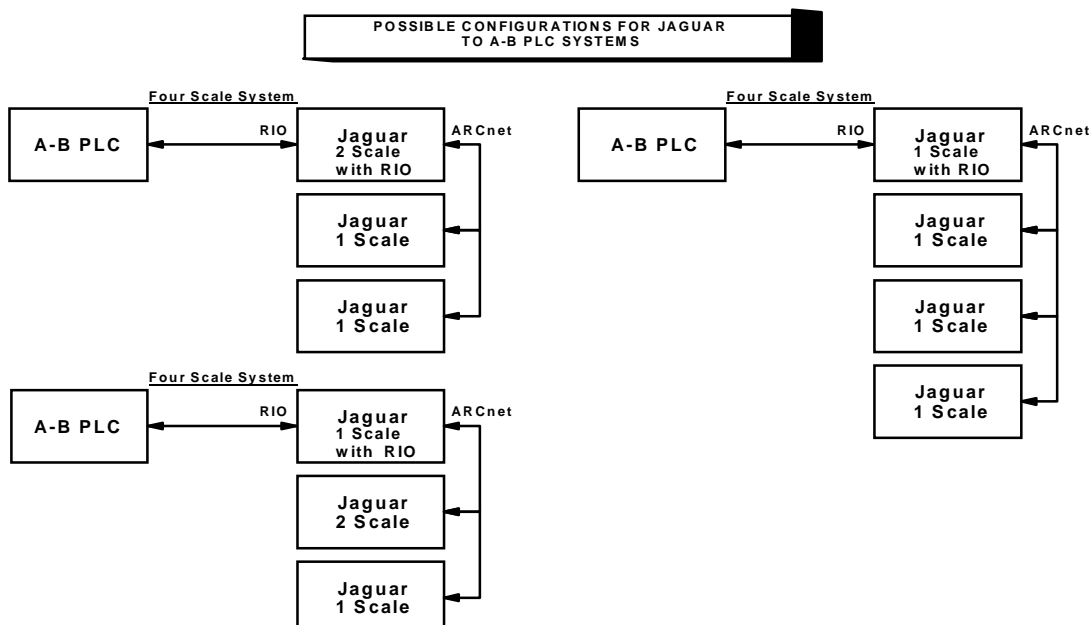 POSSIBLE CONFIGURATIONS FOR JAGUAR
TO A-B PLC SYSTEMS
Four Scale System
A-B PLC
RIO
Jaguar
2 Scale
with RIO
ARCnet
Jaguar
1 Scale
Jaguar
1 Scale
Four Scale System
A-B PLC
RIO
Jaguar
1 Scale
with RIO
ARCnet
Jaguar
1 Scale
Jaguar
1 Scale
Jaguar
1 Scale
Four Scale System
A-B PLC
RIO
Jaguar
1 Scale
with RIO
ARCnet
Jaguar
2 Scale
Jaguar
1 Scale